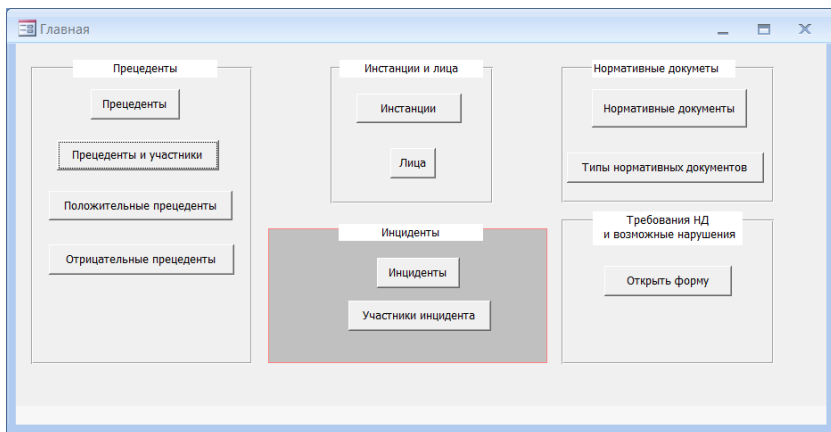 Главная
Прецеденты
Прецеденты
Прецеденты и участники
Положительные прецеденты
Отрицательные прецеденты
Инстанции и лица
Инстанции
Лица
Инциденты
Инциденты
Участники инцидента
Нормативные докуметы
Нормативные документы
Типы нормативных документов
Требования НД
и возможные нарушения
Открыть форму